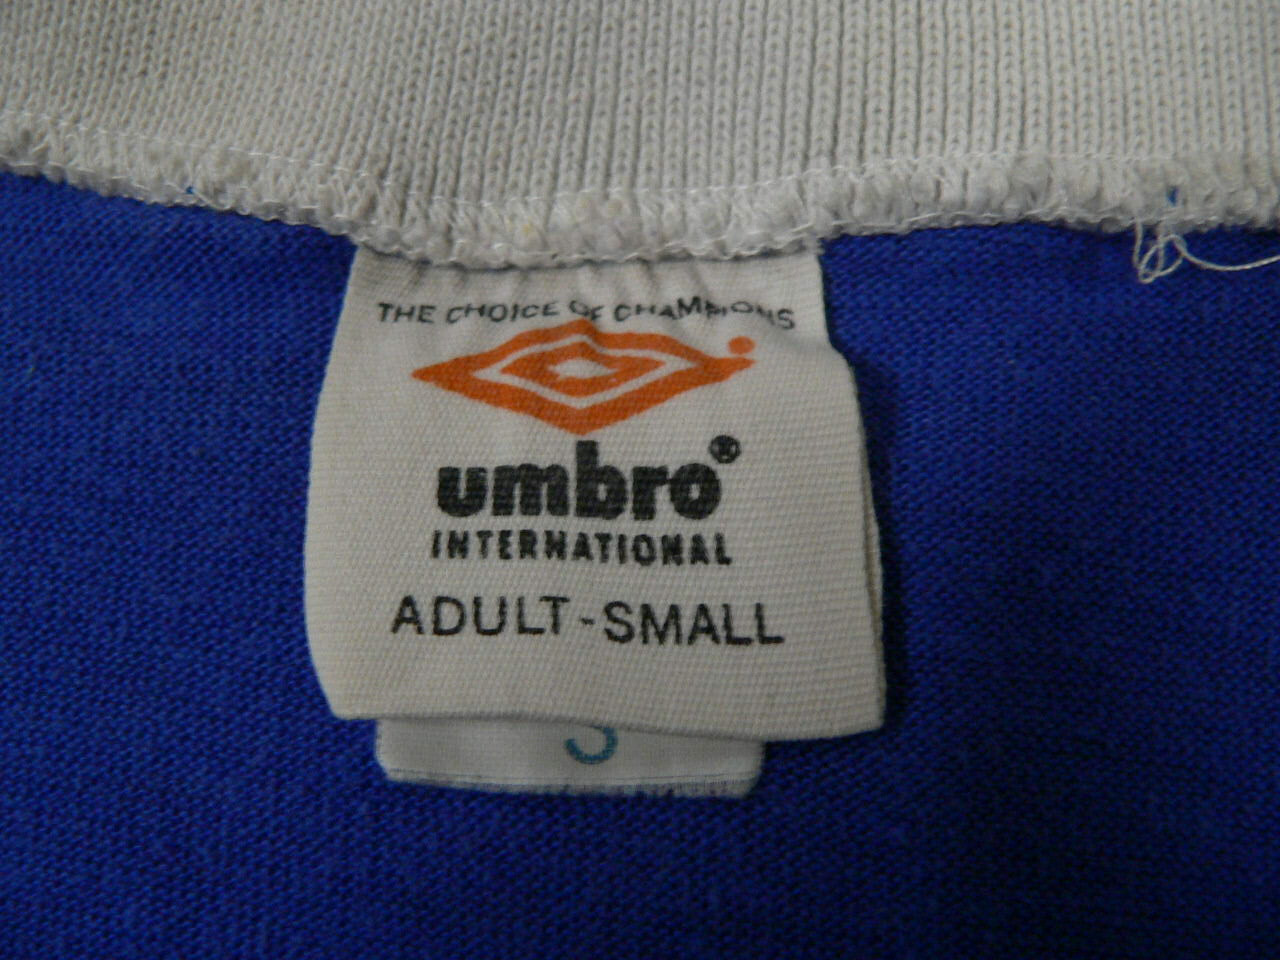 THE CHOICE OF CHAMPIONS
umbro®
INTERNATIONAL
ADULT-SMALL
S